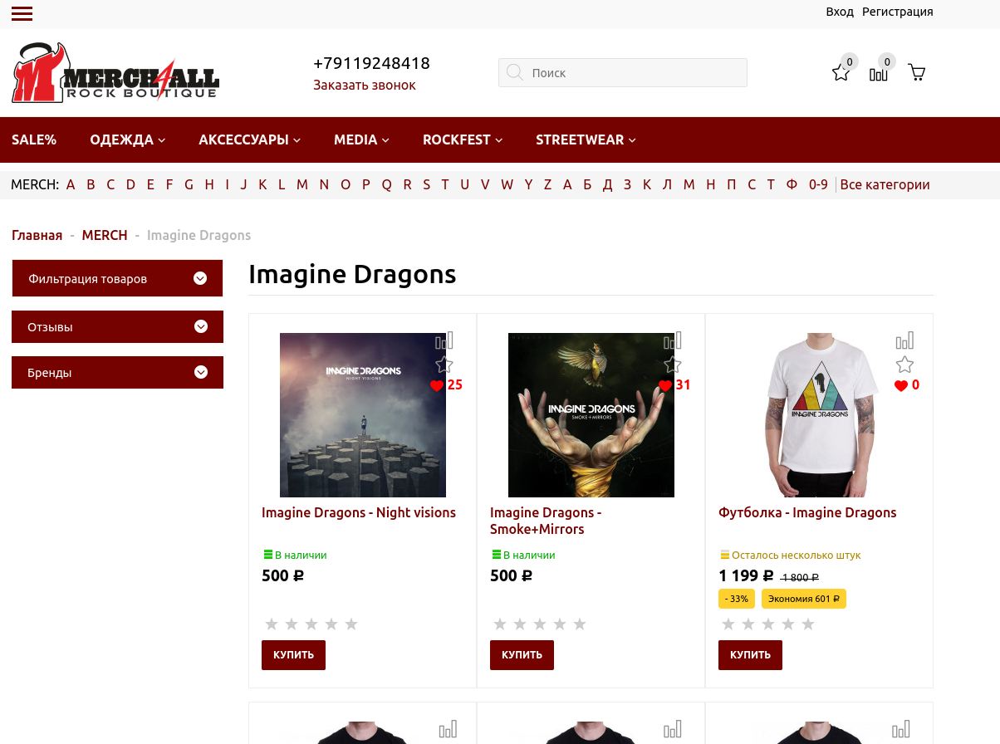 Вход Регистрация
MERCH4ALL
ROCK BOUTIQUE
+79119248418
Заказать звонок
Поиск
0
0
SALE% ОДЕЖДА АКСЕССУАРЫ MEDIA ROCKFEST STREETWEAR
MERCH: A B C D E F G H I J K L M N O P Q R S T U V W Y Z А Б Д З К Л М Н П С Т Ф 0-9 Все категории
Главная - MERCH - Imagine Dragons
Фильтрация товаров
Отзывы
Бренды
Imagine Dragons
IMAGINE DRAGONS
NIGHT VISIONS
25
Imagine Dragons - Night visions
В наличии
500 ₽
КУПИТЬ
IMAGINE DRAGONS
SMOKE+MIRRORS
31
Imagine Dragons -
Smoke+Mirrors
В наличии
500 ₽
КУПИТЬ
IMAGINE DRAGONS
0
Футболка - Imagine Dragons
Осталось несколько штук
1 199 ₽ 1 800 ₽
- 33% Экономия 601 ₽
КУПИТЬ